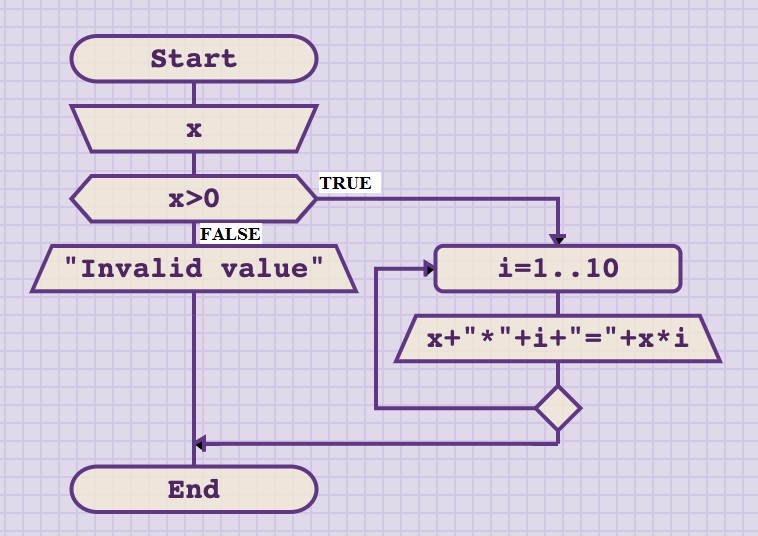 Start
x
x>0
TRUE
FALSE
"Invalid value"
i=1..10
x+"*"+i+"="+x*i
End